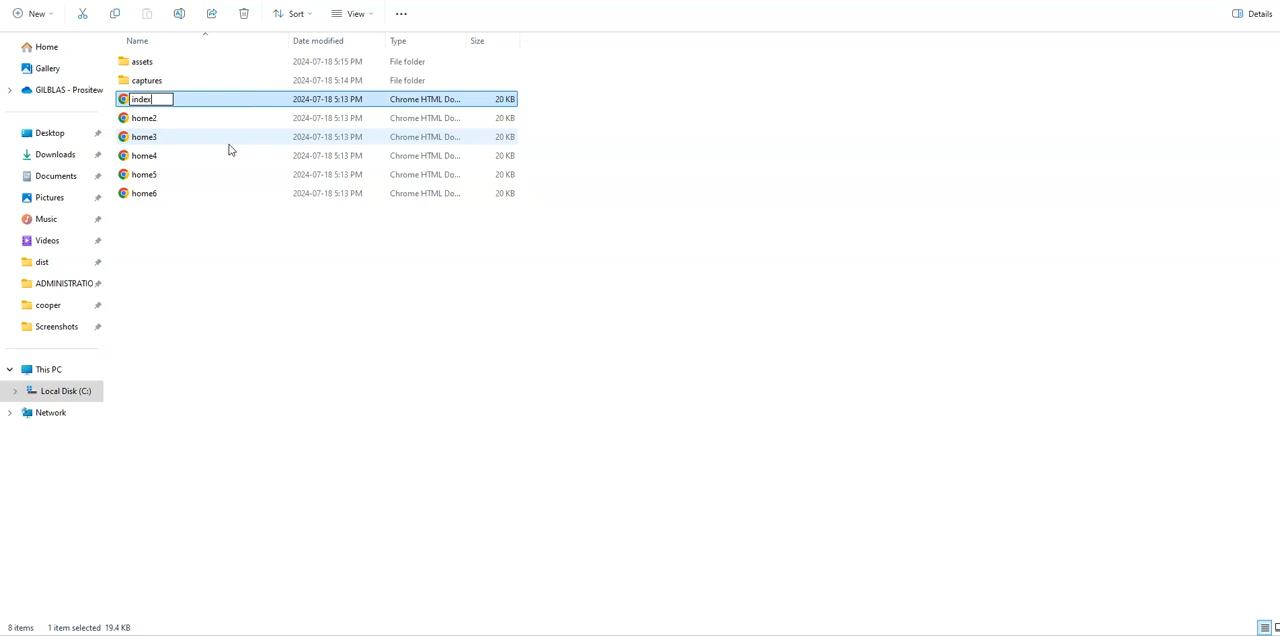 New Sort View ... Details
Name Date modified Type Size
Home
Gallery
GILBLAS - Prositew
Desktop
Downloads
Documents
Pictures
Music
Videos
dist
ADMINISTRATIO
cooper
Screenshots
This PC
Local Disk (C:)
Network
assets 2024-07-18 5:15 PM File folder
captures 2024-07-18 5:14 PM File folder
index 2024-07-18 5:13 PM Chrome HTML Do... 20 KB
home2 2024-07-18 5:13 PM Chrome HTML Do... 20 KB
home3 2024-07-18 5:13 PM Chrome HTML Do... 20 KB
home4 2024-07-18 5:13 PM Chrome HTML Do... 20 KB
home5 2024-07-18 5:13 PM Chrome HTML Do... 20 KB
home6 2024-07-18 5:13 PM Chrome HTML Do... 20 KB
8 items 1 item selected 19.4 KB